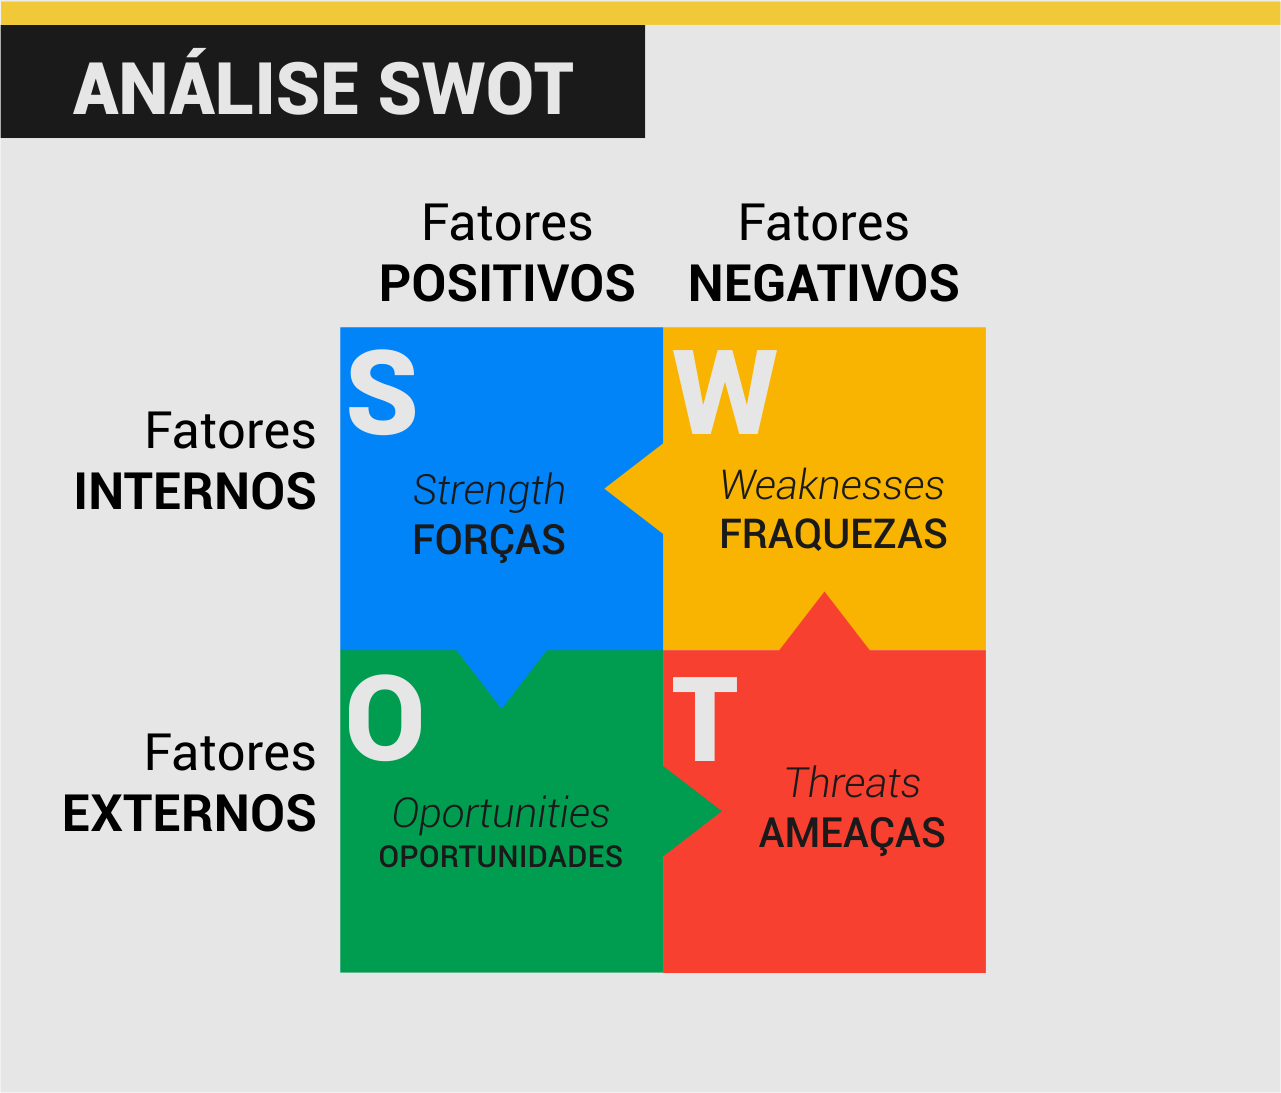 ANÁLISE SWOT
Fatores
POSITIVOS
Fatores
NEGATIVOS
Fatores
INTERNOS
S
Strength
FORÇAS
W
Weaknesses
FRAQUEZAS
Fatores
EXTERNOS
O
Oportunities
OPORTUNIDADES
T
Threats
AMEAÇAS